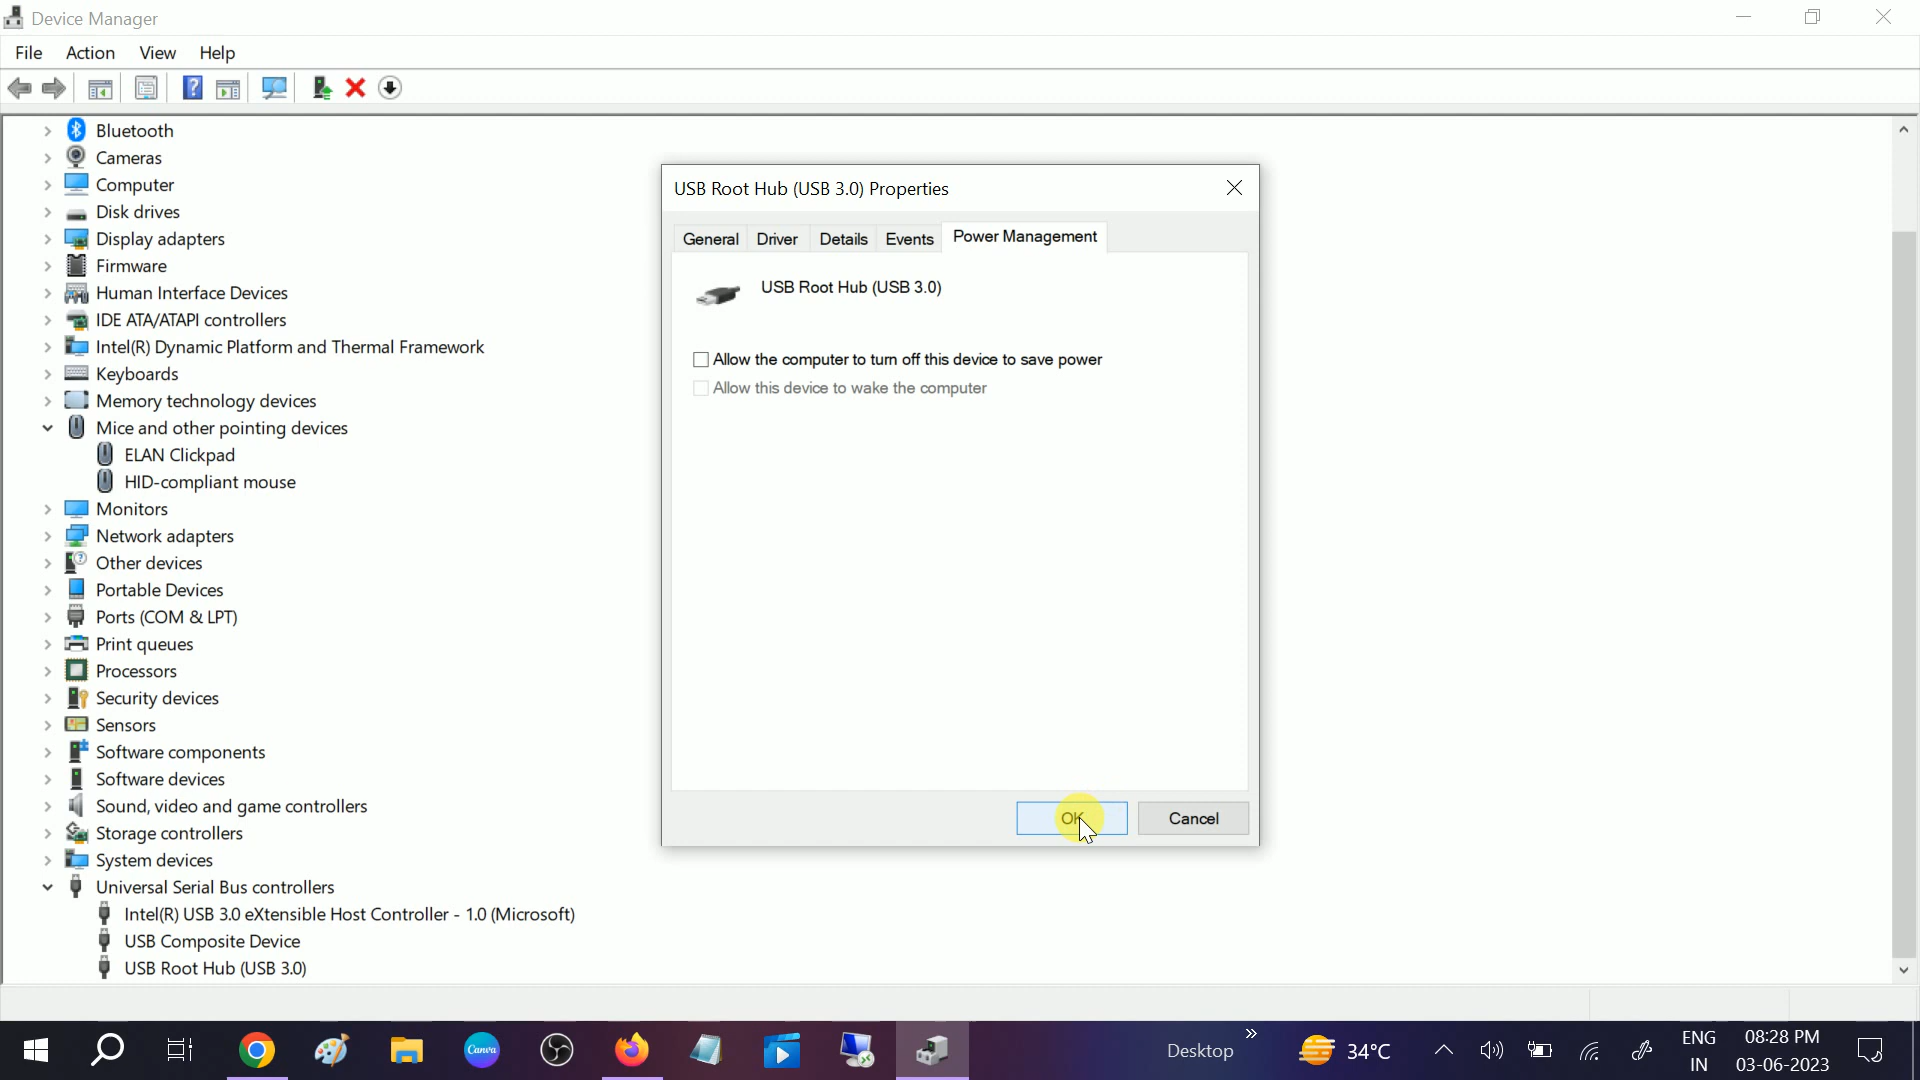 Device Manager
File Action View Help
Bluetooth
Cameras
Computer
Disk drives
Display adapters
Firmware
Human Interface Devices
IDE ATA/ATAPI controllers
Intel(R) Dynamic Platform and Thermal Framework
Keyboards
Memory technology devices
Mice and other pointing devices
ELAN Clickpad
HID-compliant mouse
Monitors
Network adapters
Other devices
Portable Devices
Ports (COM & LPT)
Print queues
Processors
Security devices
Sensors
Software components
Software devices
Sound, video and game controllers
Storage controllers
System devices
Universal Serial Bus controllers
Intel(R) USB 3.0 eXtensible Host Controller - 1.0 (Microsoft)
USB Composite Device
USB Root Hub (USB 3.0)
USB Root Hub (USB 3.0) Properties
General Driver Details Events Power Management
USB Root Hub (USB 3.0)
Allow the computer to turn off this device to save power
Allow this device to wake the computer
OK Cancel
Canva
Desktop
34°C
ENG
IN
08:28 PM
03-06-2023